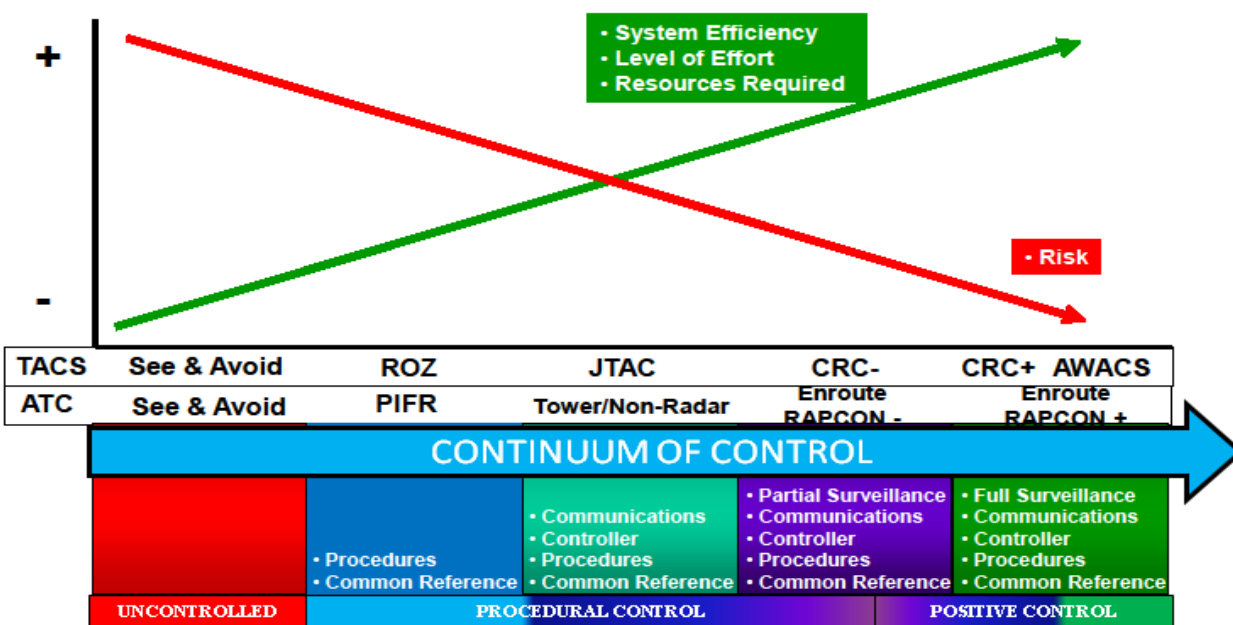 +
• System Efficiency
• Level of Effort
• Resources Required
• Risk
-
TACS See & Avoid ROZ JTAC CRC- CRC+ AWACS
ATC See & Avoid PIFR Tower/Non-Radar Enroute RAPCON - Enroute RAPCON +
CONTINUUM OF CONTROL
• Procedures
• Common Reference
• Communications
• Controller
• Procedures
• Common Reference
• Partial Surveillance
• Communications
• Controller
• Procedures
• Common Reference
• Full Surveillance
• Communications
• Controller
• Procedures
• Common Reference
UNCONTROLLED PROCEDURAL CONTROL POSITIVE CONTROL